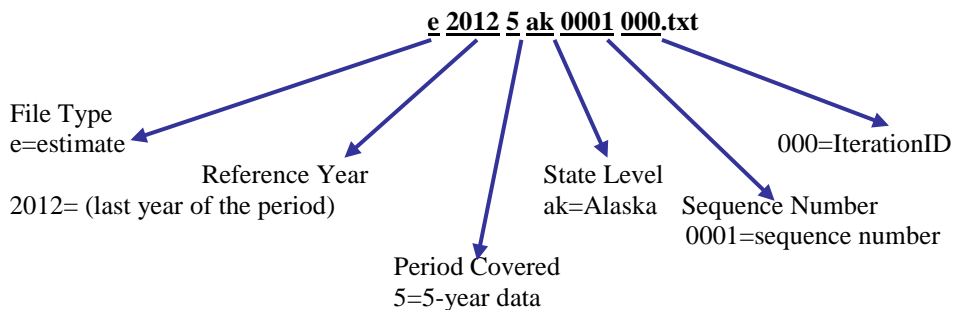 e 2012 5 ak 0001 000.txt
File Type
e=estimate
000=IterationID
Reference Year
2012= (last year of the period)
State Level
ak=Alaska
Sequence Number
0001=sequence number
Period Covered
5=5-year data